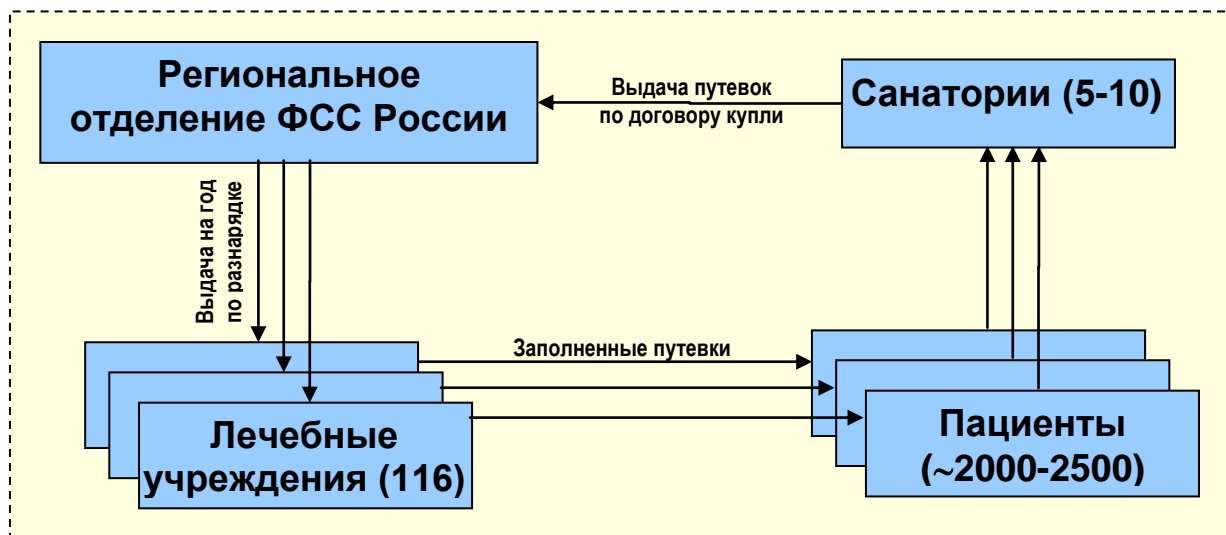 Региональное
отделение ФСС России
Выдача путевок
по договору купли
Санатории (5-10)
Выдача на год
по разнарядке
Заполненные путевки
Лечебные
учреждения (116)
Пациенты
(~2000-2500)